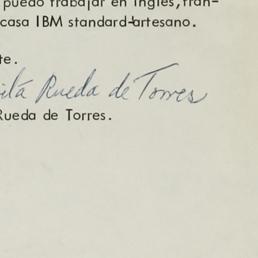 puedo trabajar en inglés, fran-
casa IBM standard-artesano.
te.
ita Rueda de Torres
Rueda de Torres.